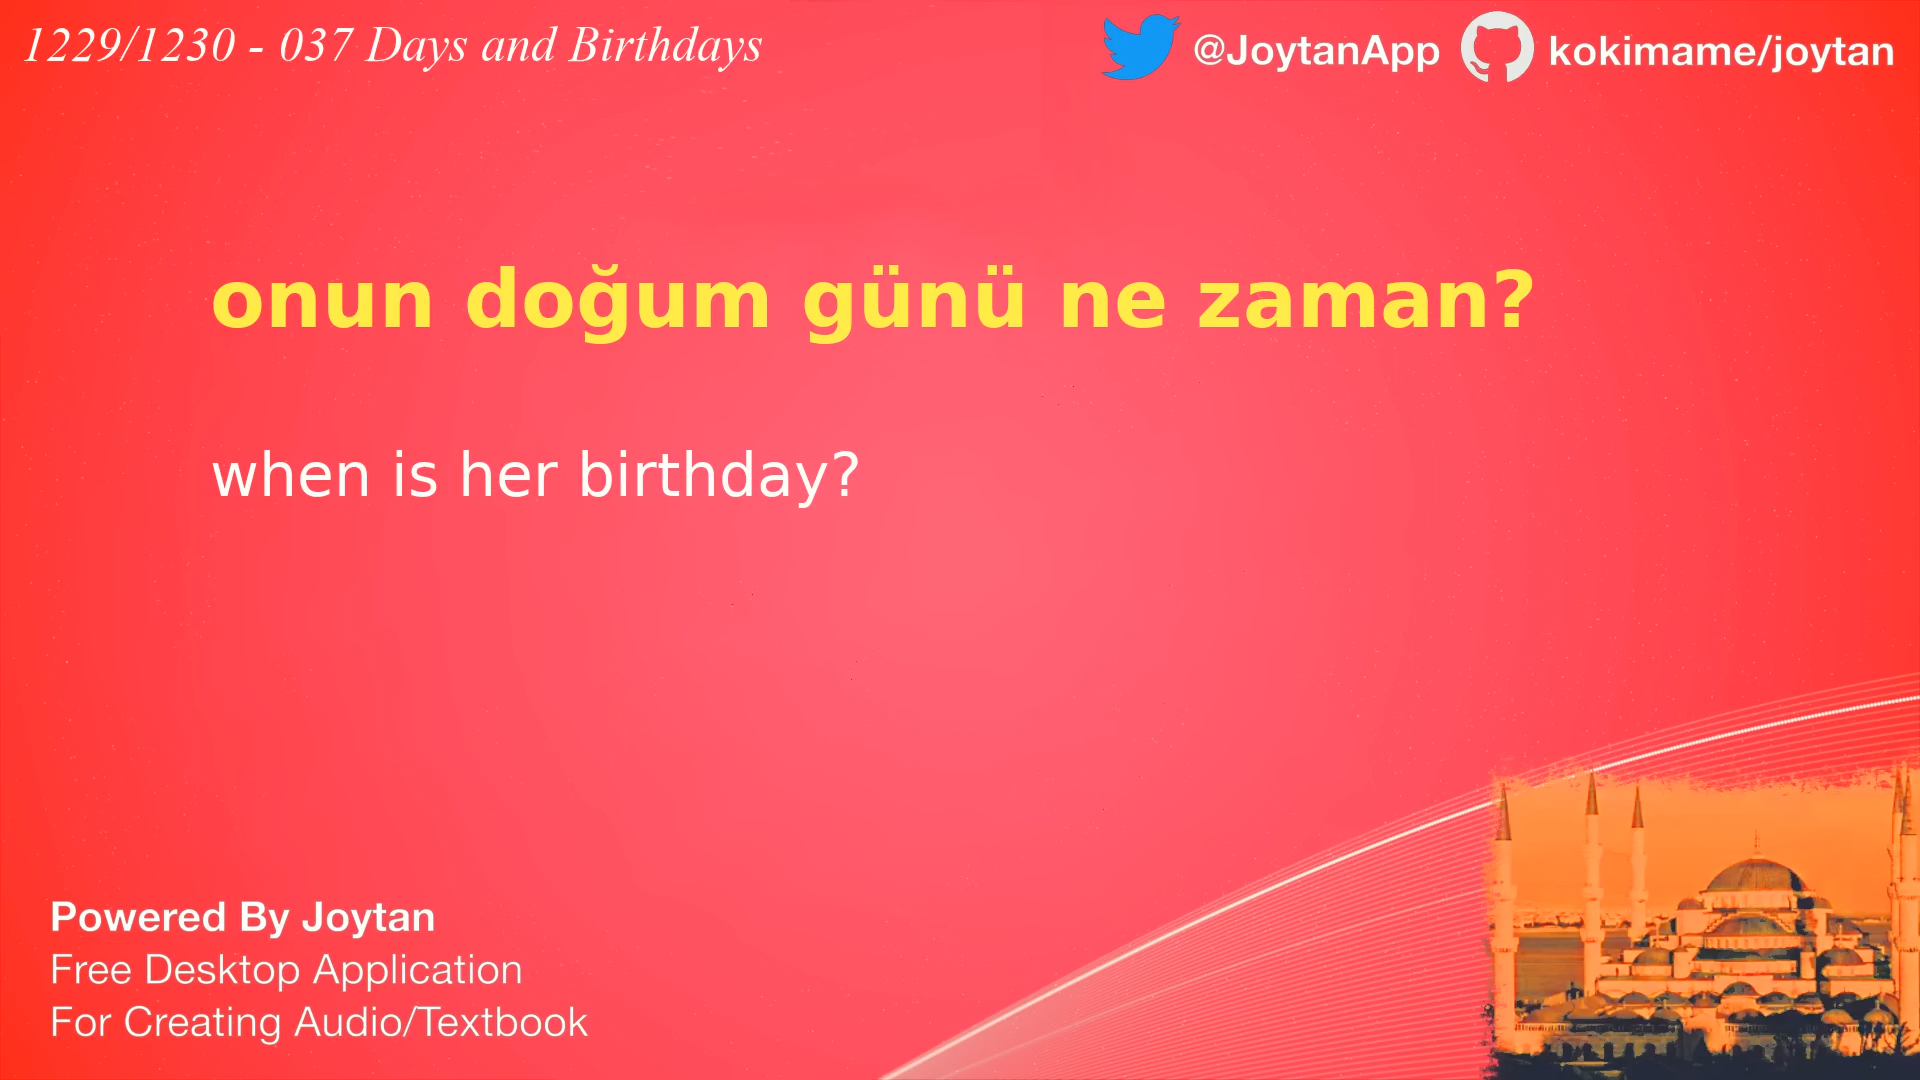 1229/1230 - 037 Days and Birthdays
@JoytanApp
kokimame/joytan
onun doğum günü ne zaman?
when is her birthday?
Powered By Joytan
Free Desktop Application
For Creating Audio/Textbook